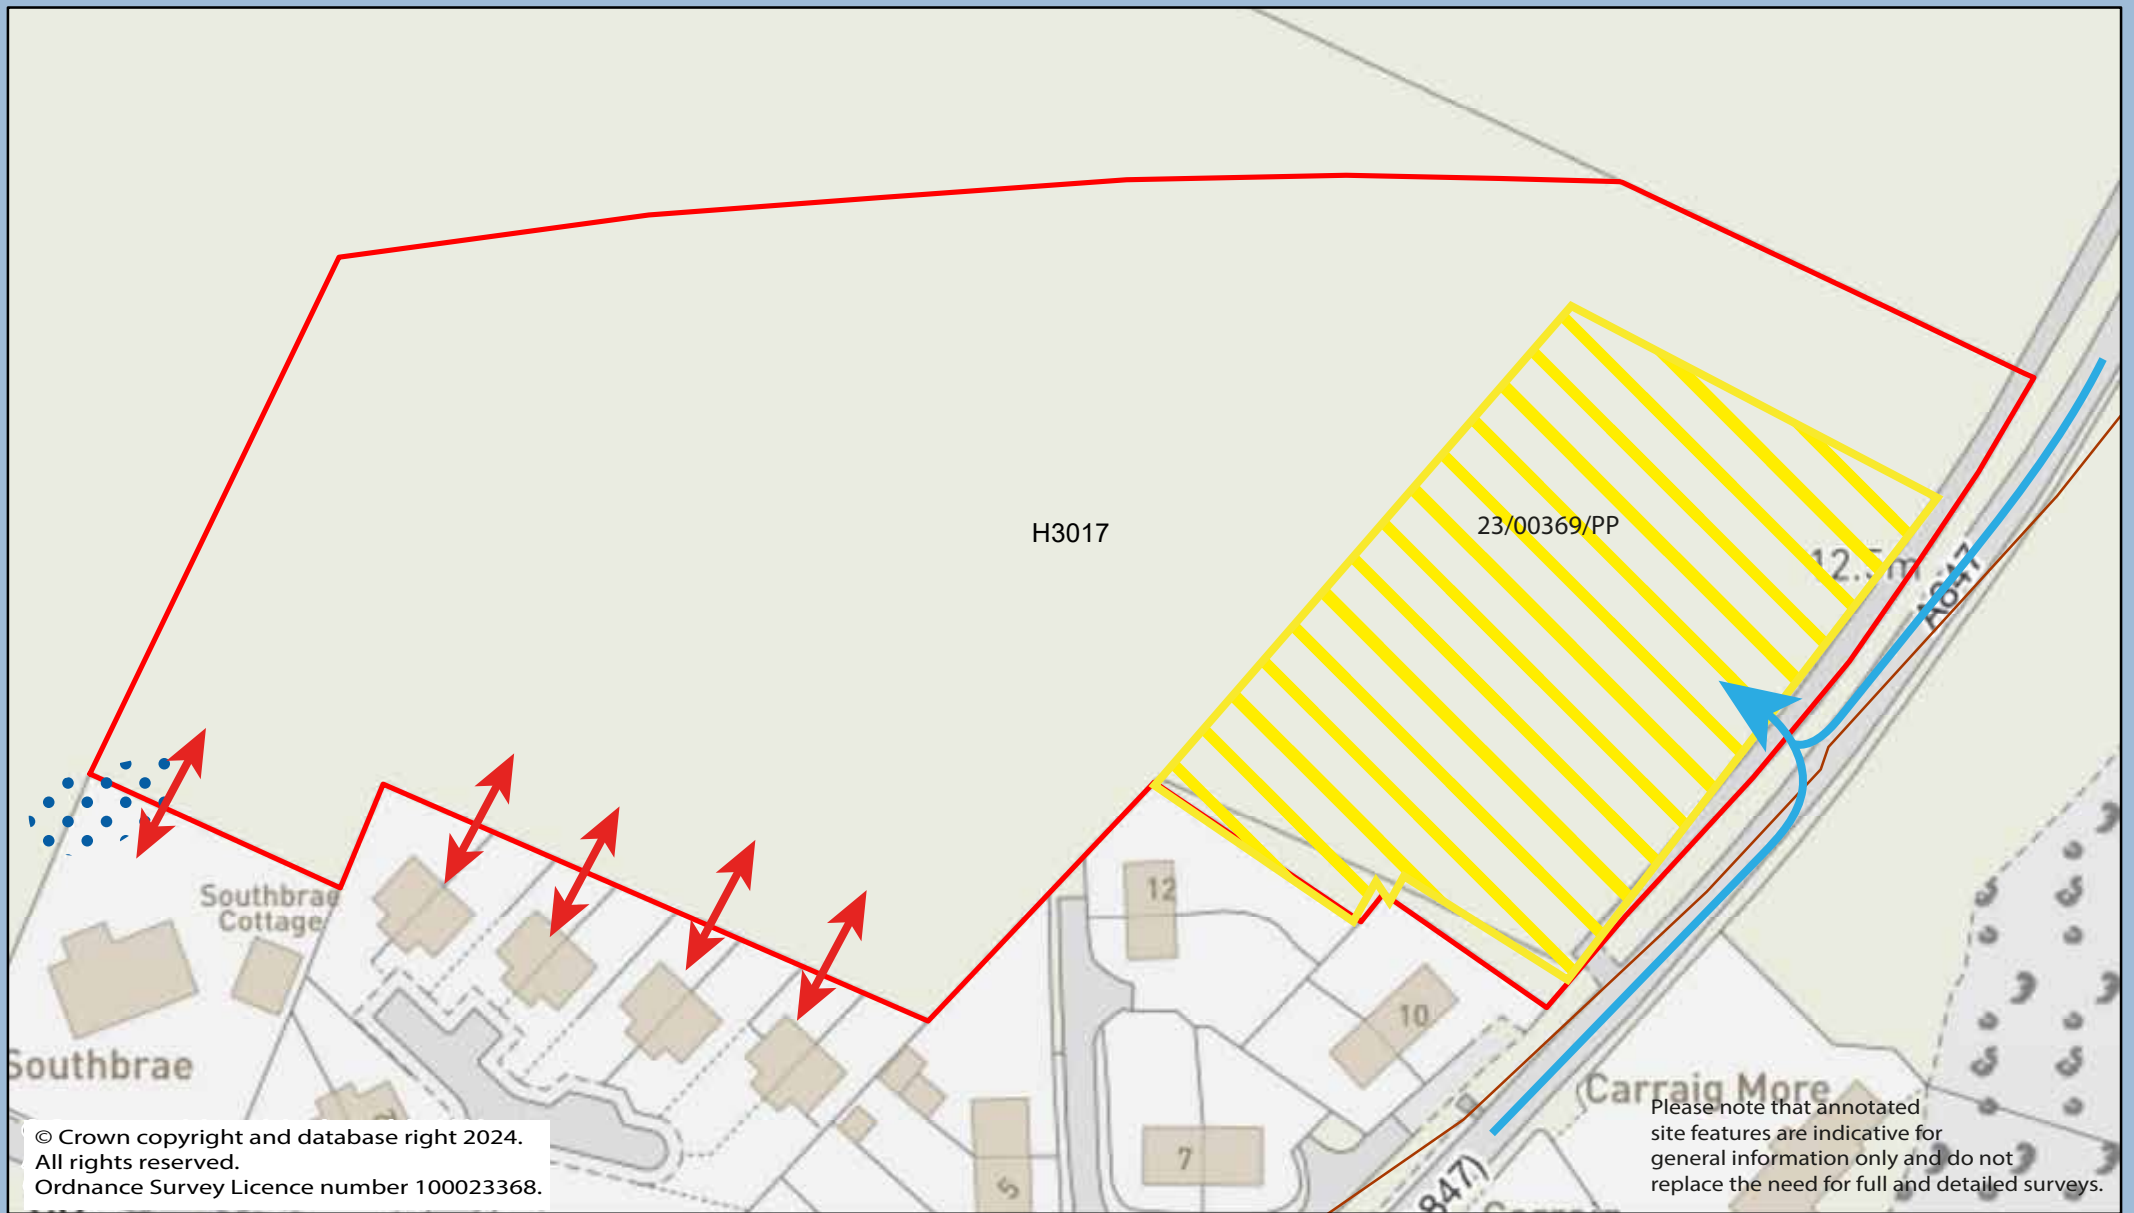 H3017
23/00369/PP
12.5m
A847
Southbrae
Cottage
12
10
Southbrae
Carraig More
7
5
847)
Please note that annotated
site features are indicative for
general information only and do not
replace the need for full and detailed surveys.
© Crown copyright and database right 2024.
All rights reserved.
Ordnance Survey Licence number 100023368.